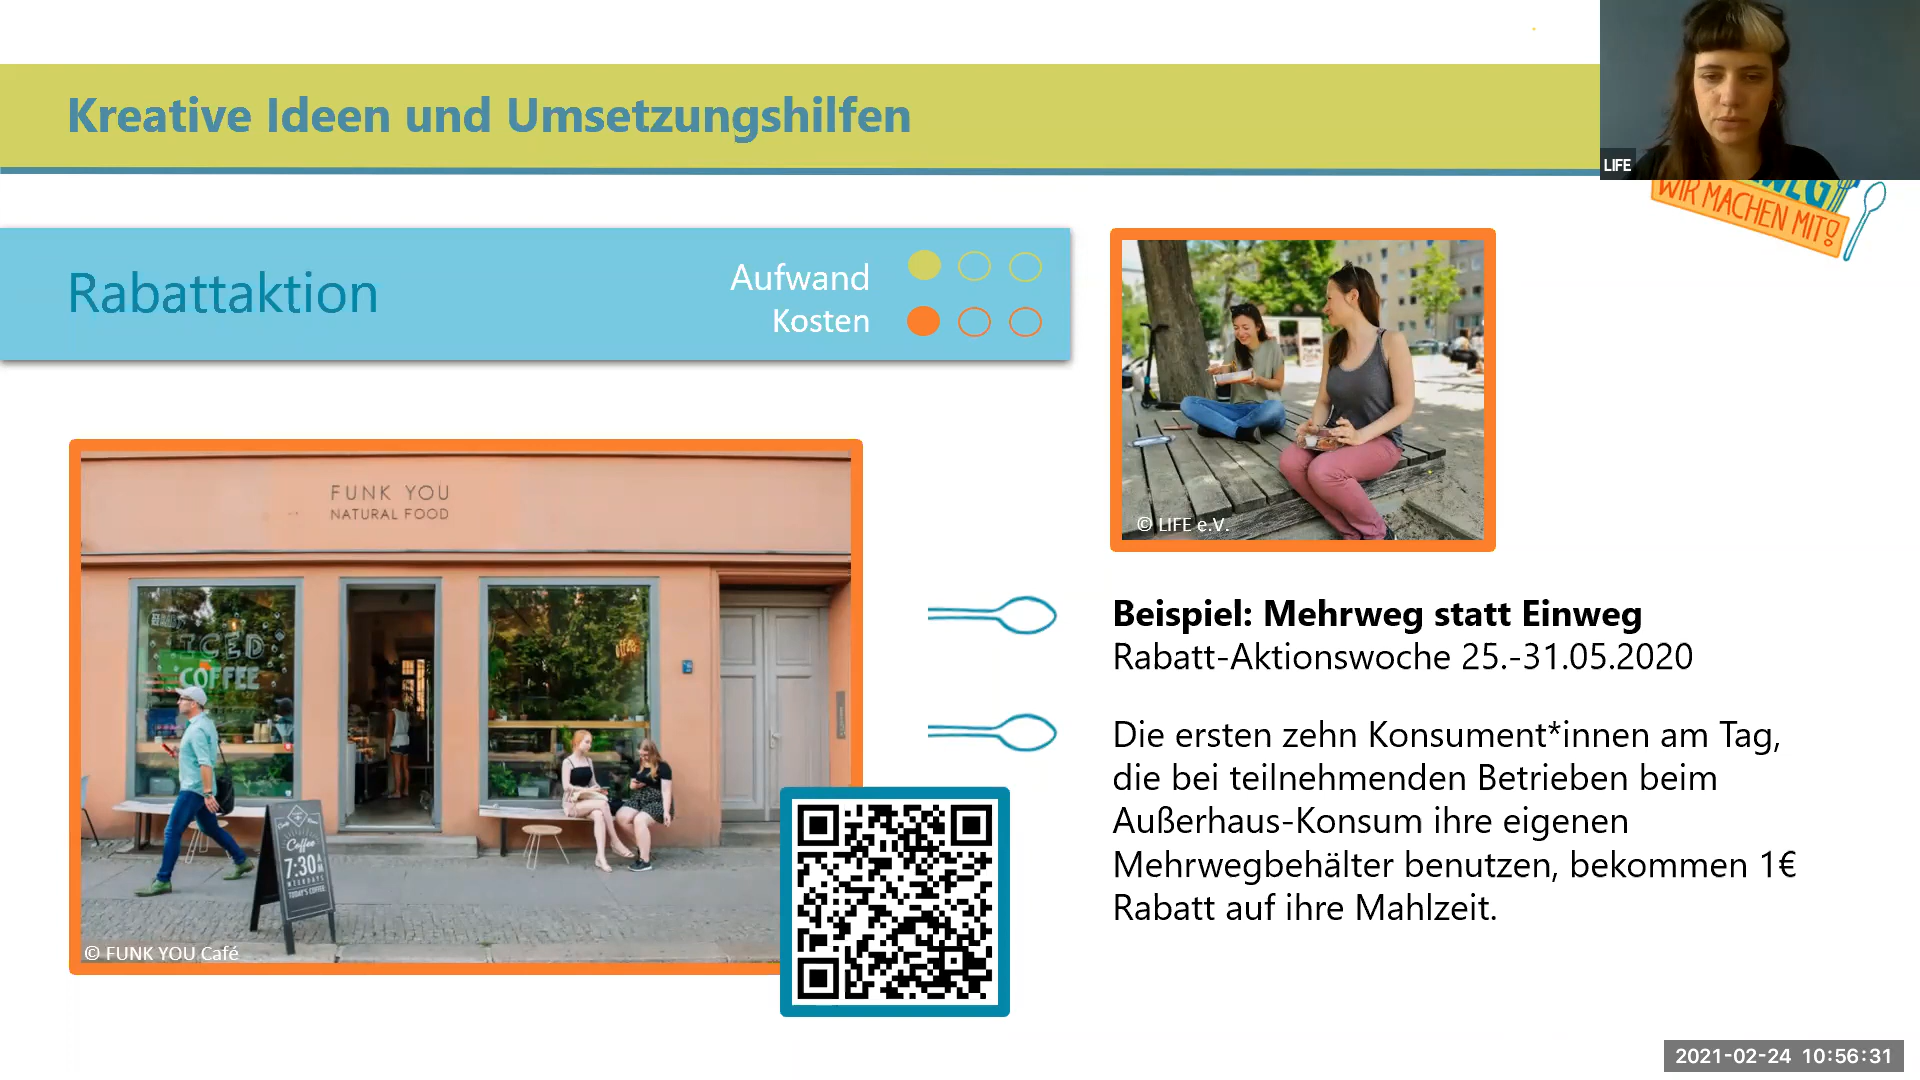 Kreative Ideen und Umsetzungshilfen
LIFE
WIR MACHEN MIT!
Rabattaktion
Aufwand
Kosten
© LIFE e.V.
FUNK YOU
NATURAL FOOD
ICED
COFFEE
Coffee
7:30
WEEKDAYS
TODAY'S COFFEE
© FUNK YOU Café
Beispiel: Mehrweg statt Einweg
Rabatt-Aktionswoche 25.-31.05.2020
Die ersten zehn Konsument*innen am Tag,
die bei teilnehmenden Betrieben beim
Außerhaus-Konsum ihre eigenen
Mehrwegbehälter benutzen, bekommen 1€
Rabatt auf ihre Mahlzeit.
2021-02-24 10:56:31